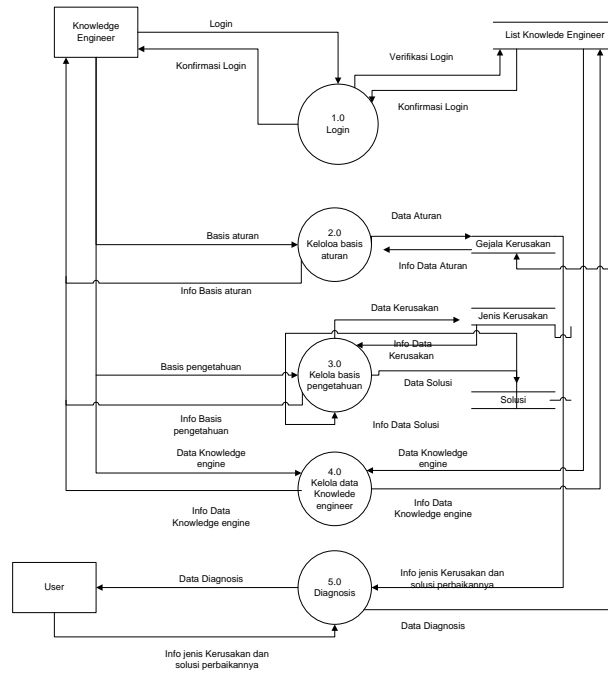 Knowledge
Engineer
Login
Konfirmasi Login
List Knowlede Engineer
Verifikasi Login
Konfirmasi Login
1.0
Login
2.0
Keloloa basis
aturan
Basis aturan
Data Aturan
Gejala Kerusakan
Info Data Aturan
Info Basis aturan
Data Kerusakan
Jenis Kerusakan
Info Data
Kerusakan
3.0
Kelola basis
pengetahuan
Basis pengetahuan
Data Solusi
Solusi
Info Basis
pengetahuan
Info Data Solusi
Data Knowledge
engine
4.0
Kelola data
Knowlede
engineer
Data Knowledge
engine
Info Data
Knowledge engine
Info Data
Knowledge engine
User
Data Diagnosis
5.0
Diagnosis
Info jenis Kerusakan dan
solusi perbaikannya
Data Diagnosis
Info jenis Kerusakan dan
solusi perbaikannya